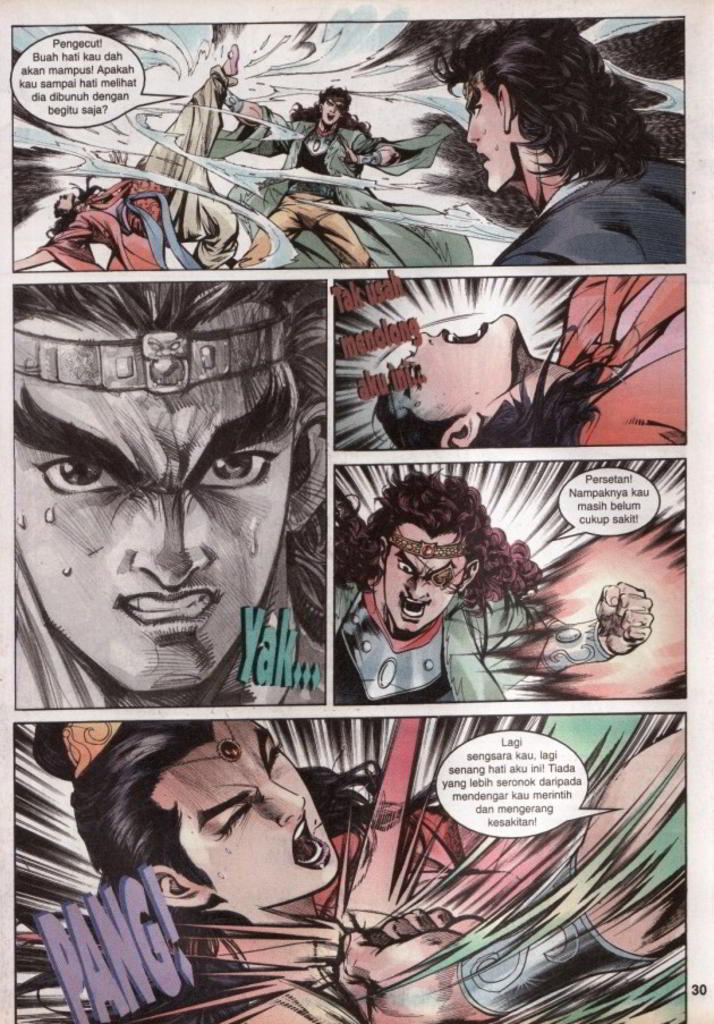 Pengecut!
Buah hati kau dah
akan mampus! Apakah
kau sampai hati melihat
dia dibunuh dengan
begitu saja?
Tak usah
menolong
aku ini...
Yak...
Persetan!
Nampaknya kau
masih belum
cukup sakit!
Lagi
sengsara kau, lagi
senang hati aku ini! Tiada
yang lebih seronok daripada
mendengar kau merintih
dan mengerang
kesakitan!
PANG!
30